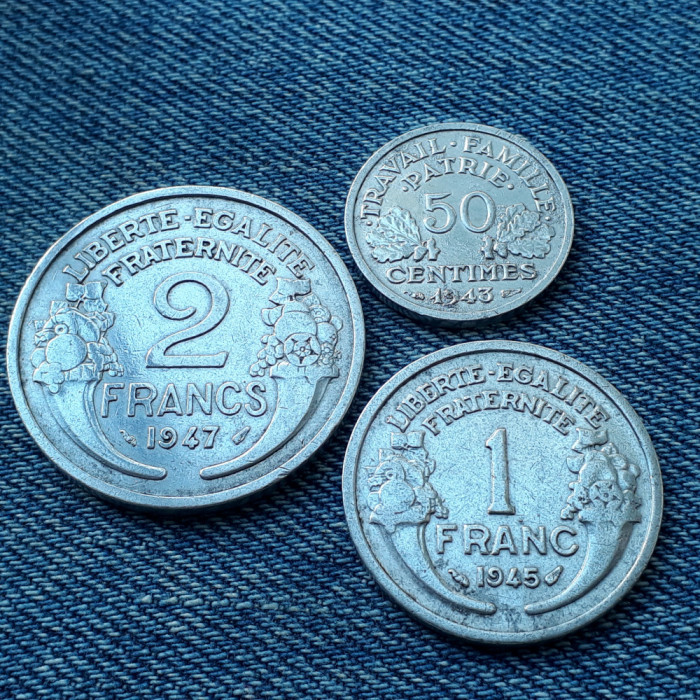 LIBERTE-EGALITE
FRATERNITE
2
FRANCS
1947
TRAVAIL·FAMILLE
·PATRIE·
50
CENTIMES
1943
LIBERTE-EGALITE
FRATERNITE
1
FRANC
1945